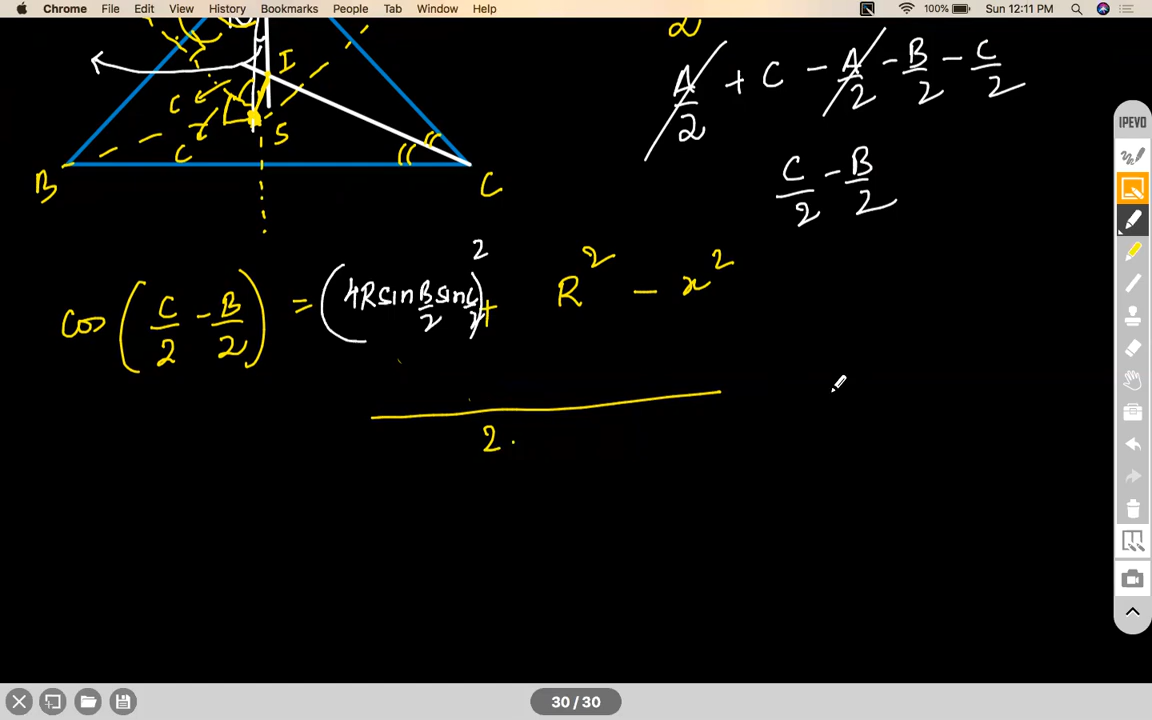 Chrome File Edit View History Bookmarks People Tab Window Help 100% Sun 12:11 PM
2
A/2 + C - A/2 - B/2 - C/2
I
C
S
C
B
C
C/2 - B/2
IPEVO
cos (C/2 - B/2) = (4R sin B/2 sin C/2)² + R² - x²
2.
30 / 30